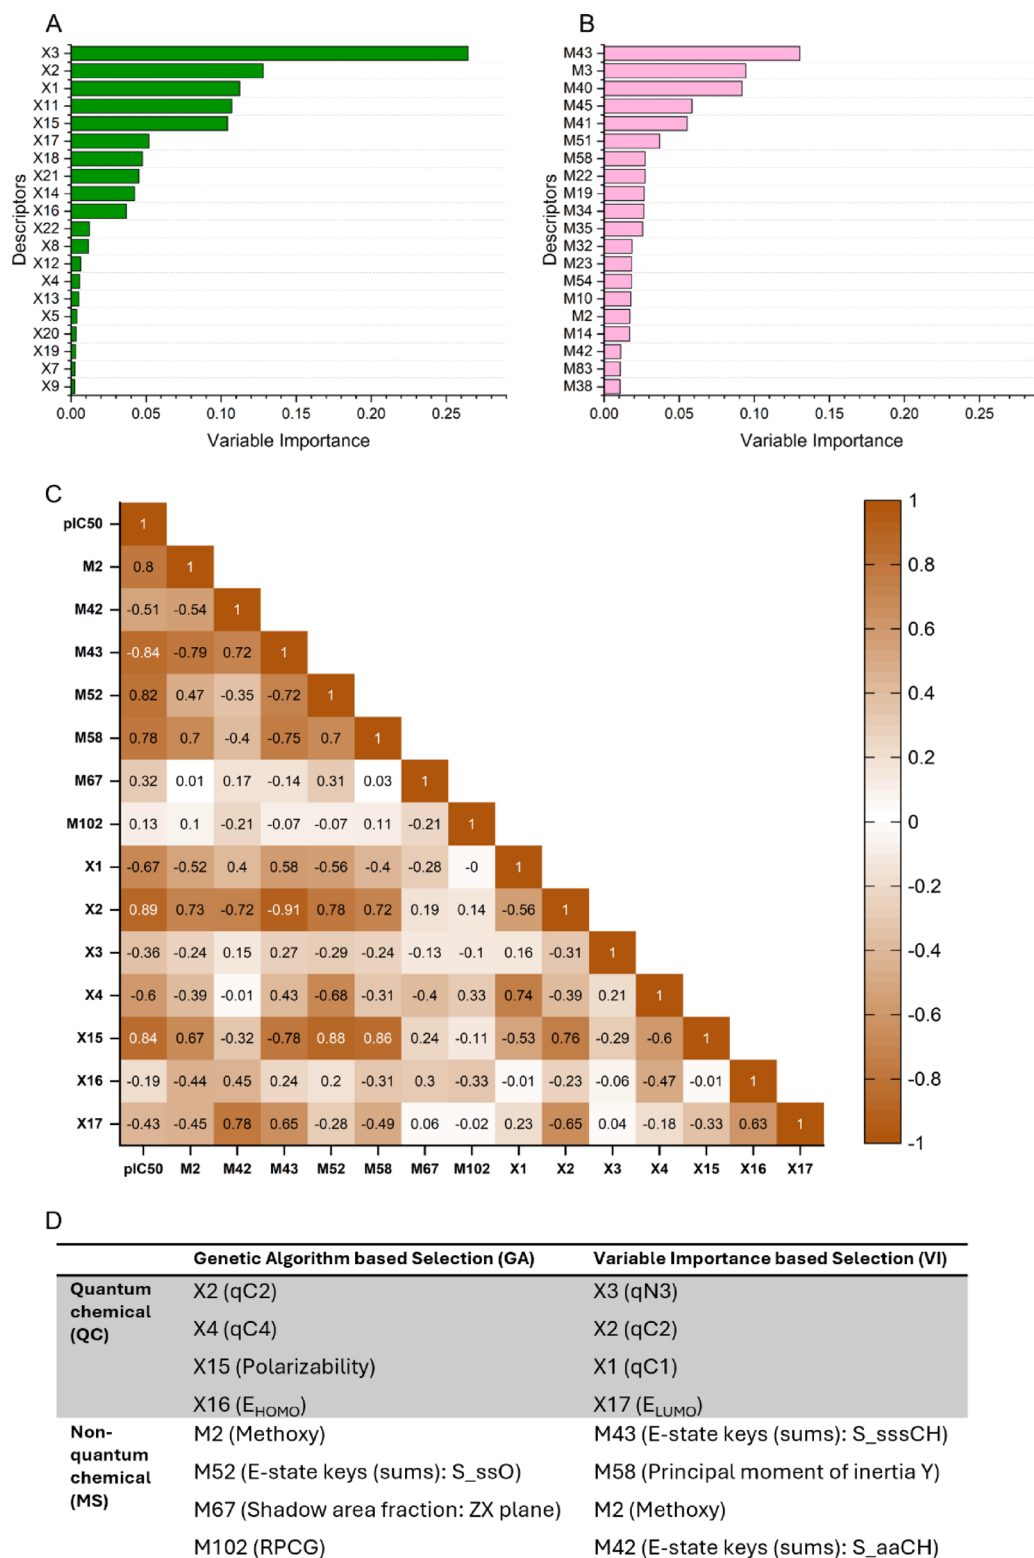 A
X3
X2
X1
X11
X15
X17
X18
X21
X14
X16
X22
X8
X12
X4
X13
X5
X20
X19
X7
X9
Descriptors
0.00 0.05 0.10 0.15 0.20 0.25
Variable Importance
B
M43
M3
M40
M45
M41
M51
M58
M22
M19
M34
M35
M32
M23
M54
M10
M2
M14
M42
M83
M38
Descriptors
0.00 0.05 0.10 0.15 0.20 0.25
Variable Importance
C
pIC50 1
M2 0.8 1
M42 -0.51 -0.54 1
M43 -0.84 -0.79 0.72 1
M52 0.82 0.47 -0.35 -0.72 1
M58 0.78 0.7 -0.4 -0.75 0.7 1
M67 0.32 0.01 0.17 -0.14 0.31 0.03 1
M102 0.13 0.1 -0.21 -0.07 -0.07 0.11 -0.21 1
X1 -0.67 -0.52 0.4 0.58 -0.56 -0.4 -0.28 -0 1
X2 0.89 0.73 -0.72 -0.91 0.78 0.72 0.19 0.14 -0.56 1
X3 -0.36 -0.24 0.15 0.27 -0.29 -0.24 -0.13 -0.1 0.16 -0.31 1
X4 -0.6 -0.39 -0.01 0.43 -0.68 -0.31 -0.4 0.33 0.74 -0.39 0.21 1
X15 0.84 0.67 -0.32 -0.78 0.88 0.86 0.24 -0.11 -0.53 0.76 -0.29 -0.6 1
X16 -0.19 -0.44 0.45 0.24 0.2 -0.31 0.3 -0.33 -0.01 -0.23 -0.06 -0.47 -0.01 1
X17 -0.43 -0.45 0.78 0.65 -0.28 -0.49 0.06 -0.02 0.23 -0.65 0.04 -0.18 -0.33 0.63 1
pIC50 M2 M42 M43 M52 M58 M67 M102 X1 X2 X3 X4 X15 X16 X17
1
0.8
0.6
0.4
0.2
0
-0.2
-0.4
-0.6
-0.8
-1
D
Genetic Algorithm based Selection (GA) Variable Importance based Selection (VI)
Quantum chemical (QC) X2 (qC2) X3 (qN3)
X4 (qC4) X2 (qC2)
X15 (Polarizability) X1 (qC1)
X16 (EHOMO) X17 (ELUMO)
Non-quantum chemical (MS) M2 (Methoxy) M43 (E-state keys (sums): S_sssCH)
M52 (E-state keys (sums): S_ssO) M58 (Principal moment of inertia Y)
M67 (Shadow area fraction: ZX plane) M2 (Methoxy)
M102 (RPCG) M42 (E-state keys (sums): S_aaCH)